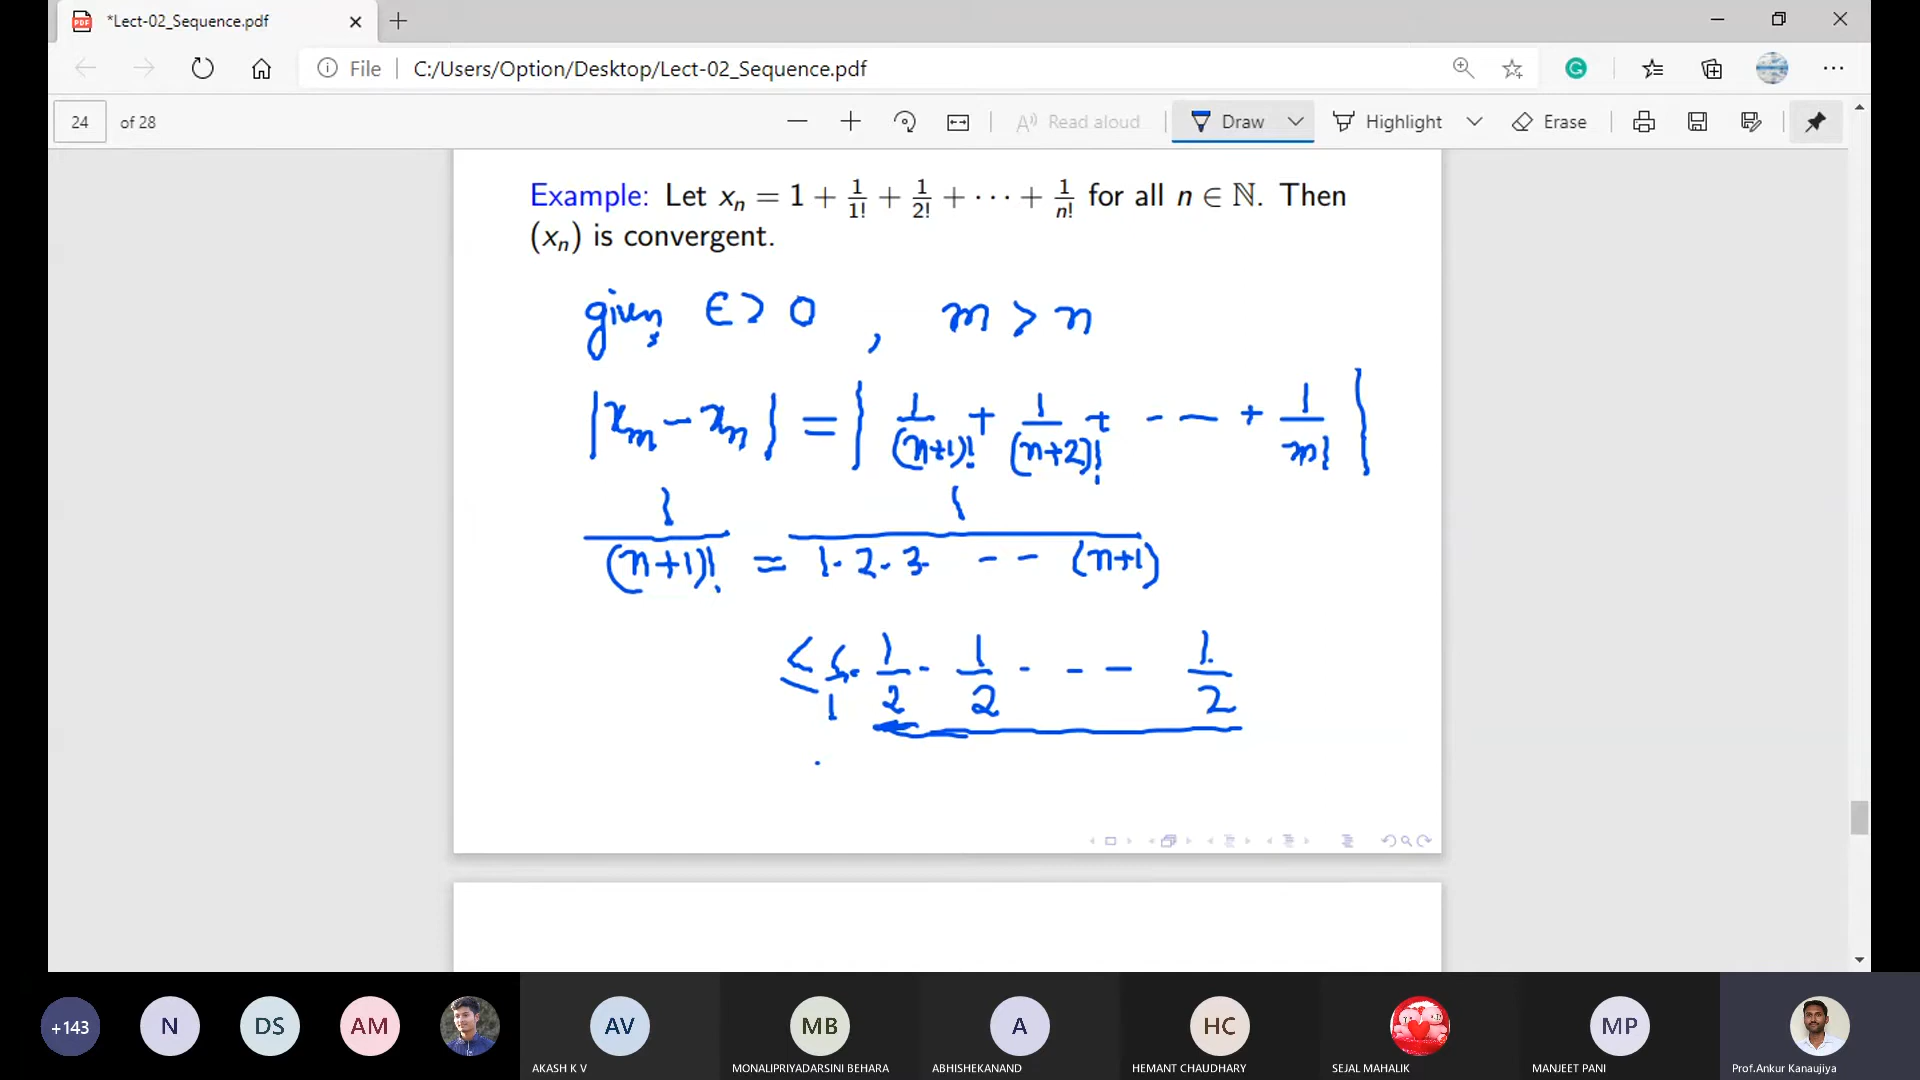 *Lect-02_Sequence.pdf
File | C:/Users/Option/Desktop/Lect-02_Sequence.pdf
24 of 28 Read aloud Draw Highlight Erase
Example: Let xₙ = 1 + 1/1! + 1/2! + ⋯ + 1/n! for all n ∈ ℕ. Then
(xₙ) is convergent.
given ε > 0 , m > n
|xₘ − xₙ| = | 1/(n+1)! + 1/(n+2)! + - - + 1/m! |
1/(n+1)! = 1/(1·2·3 - - (n+1))
≤ 1/1 · 1/2 · 1/2 · - - 1/2
+143 N DS AM AV MB A HC MP
AKASH K V MONALIPRIYADARSINI BEHARA ABHISHEKANAND HEMANT CHAUDHARY SEJAL MAHALIK MANJEET PANI Prof.Ankur Kanaujiya